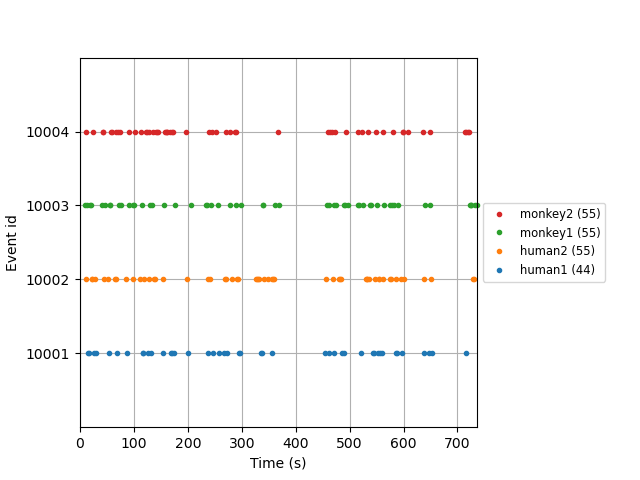 10004
10003
10002
10001
Event id
0 100 200 300 400 500 600 700
Time (s)
monkey2 (55)
monkey1 (55)
human2 (55)
human1 (44)